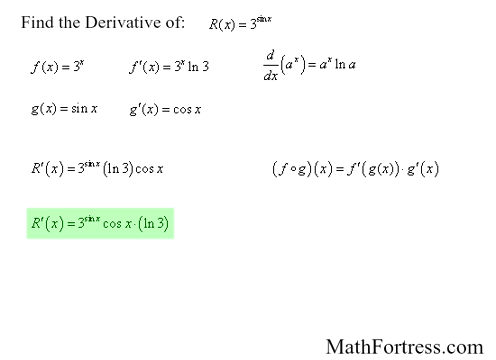 Find the Derivative of: R(x) = 3^{sin x}
f(x) = 3^x f'(x) = 3^x ln 3 d/dx (a^x) = a^x ln a
g(x) = sin x g'(x) = cos x
R'(x) = 3^{sin x} (ln 3) cos x (f∘g)(x) = f'(g(x)) · g'(x)
R'(x) = 3^{sin x} cos x · (ln 3)
MathFortress.com